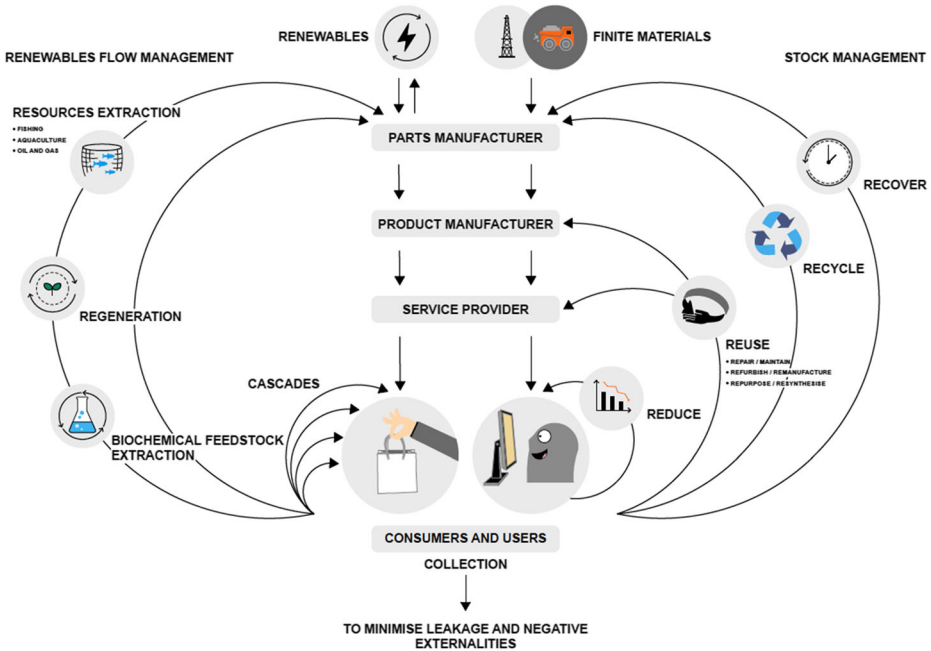 RENEWABLES
FINITE MATERIALS
RENEWABLES FLOW MANAGEMENT
STOCK MANAGEMENT
RESOURCES EXTRACTION
• FISHING
• AQUACULTURE
• OIL AND GAS
PARTS MANUFACTURER
RECOVER
PRODUCT MANUFACTURER
RECYCLE
REGENERATION
SERVICE PROVIDER
REUSE
• REPAIR / MAINTAIN
• REFURBISH / REMANUFACTURE
• REPURPOSE / RESYNTHESISE
CASCADES
REDUCE
BIOCHEMICAL FEEDSTOCK
EXTRACTION
CONSUMERS AND USERS
COLLECTION
TO MINIMISE LEAKAGE AND NEGATIVE
EXTERNALITIES